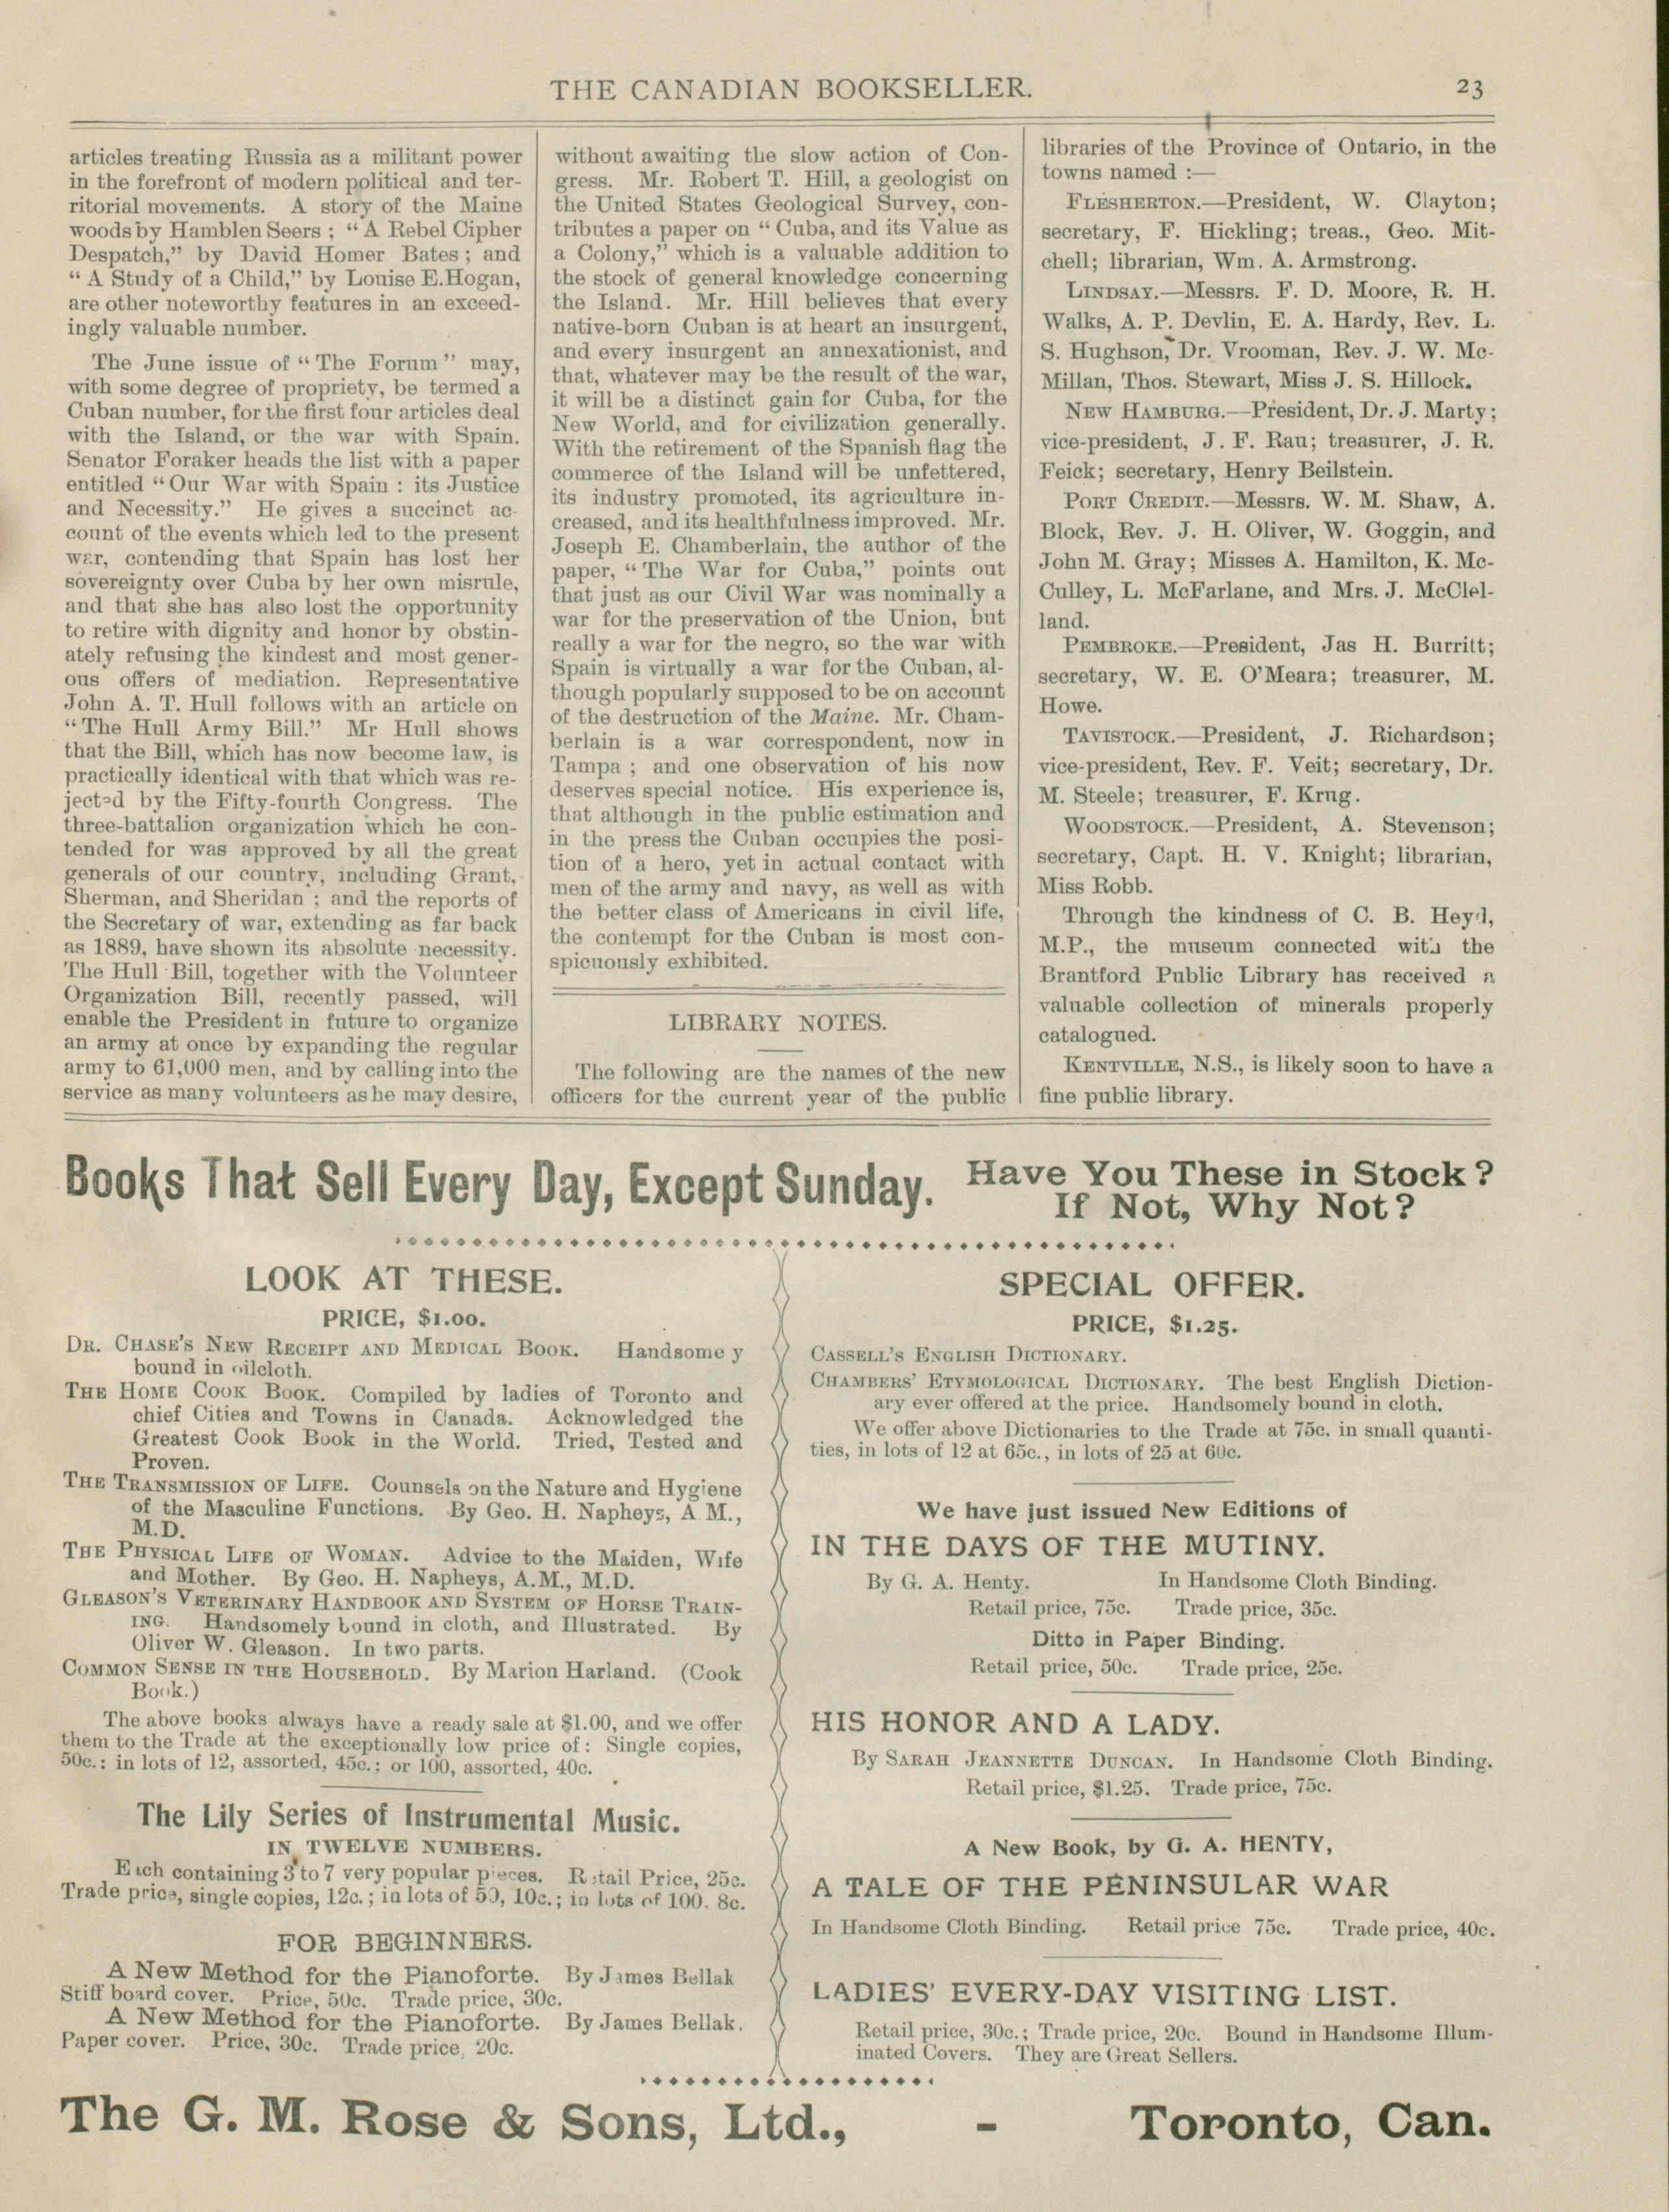 THE CANADIAN BOOKSELLER.
23
articles treating Russia as a militant power
in the forefront of modern political and ter-
ritorial movements. A story of the Maine
woods by Hamblen Seers ; "A Rebel Cipher
Despatch," by David Homer Bates ; and
"A Study of a Child," by Louise E. Hogan,
are other noteworthy features in an exceed-
ingly valuable number.
The June issue of "The Forum" may,
with some degree of propriety, be termed a
Cuban number, for the first four articles deal
with the Island, or the war with Spain.
Senator Foraker heads the list with a paper
entitled "Our War with Spain : its Justice
and Necessity." He gives a succinct ac-
count of the events which led to the present
war, contending that Spain has lost her
sovereignty over Cuba by her own misrule,
and that she has also lost the opportunity
to retire with dignity and honor by obstin-
ately refusing the kindest and most gener-
ous offers of mediation. Representative
John A. T. Hull follows with an article on
"The Hull Army Bill." Mr Hull shows
that the Bill, which has now become law, is
practically identical with that which was re-
jected by the Fifty-fourth Congress. The
three-battalion organization which he con-
tended for was approved by all the great
generals of our country, including Grant,
Sherman, and Sheridan ; and the reports of
the Secretary of war, extending as far back
as 1889, have shown its absolute necessity.
The Hull Bill, together with the Volunteer
Organization Bill, recently passed, will
enable the President in future to organize
an army at once by expanding the regular
army to 61,000 men, and by calling into the
service as many volunteers as he may desire,
without awaiting the slow action of Con-
gress. Mr. Robert T. Hill, a geologist on
the United States Geological Survey, con-
tributes a paper on "Cuba, and its Value as
a Colony," which is a valuable addition to
the stock of general knowledge concerning
the Island. Mr. Hill believes that every
native-born Cuban is at heart an insurgent,
and every insurgent an annexationist, and
that, whatever may be the result of the war,
it will be a distinct gain for Cuba, for the
New World, and for civilization generally.
With the retirement of the Spanish flag the
commerce of the Island will be unfettered,
its industry promoted, its agriculture in-
creased, and its healthfulness improved. Mr.
Joseph E. Chamberlain, the author of the
paper, "The War for Cuba," points out
that just as our Civil War was nominally a
war for the preservation of the Union, but
really a war for the negro, so the war with
Spain is virtually a war for the Cuban, al-
though popularly supposed to be on account
of the destruction of the Maine. Mr. Cham-
berlain is a war correspondent, now in
Tampa ; and one observation of his now
deserves special notice. His experience is,
that although in the public estimation and
in the press the Cuban occupies the posi-
tion of a hero, yet in actual contact with
men of the army and navy, as well as with
the better class of Americans in civil life,
the contempt for the Cuban is most con-
spicuously exhibited.
LIBRARY NOTES.
The following are the names of the new
officers for the current year of the public
libraries of the Province of Ontario, in the
towns named :—
FLESHERTON.—President, W. Clayton;
secretary, F. Hickling; treas., Geo. Mit-
chell; librarian, Wm. A. Armstrong.
LINDSAY.—Messrs. F. D. Moore, R. H.
Walks, A. P. Devlin, E. A. Hardy, Rev. L.
S. Hughson, Dr. Vrooman, Rev. J. W. Mc-
Millan, Thos. Stewart, Miss J. S. Hillock.
NEW HAMBURG.—President, Dr. J. Marty;
vice-president, J. F. Rau; treasurer, J. R.
Feick; secretary, Henry Beilstein.
PORT CREDIT.—Messrs. W. M. Shaw, A.
Block, Rev. J. H. Oliver, W. Goggin, and
John M. Gray; Misses A. Hamilton, K. Mc-
Culley, L. McFarlane, and Mrs. J. McClel-
land.
PEMBROKE.—President, Jas H. Burritt;
secretary, W. E. O'Meara; treasurer, M.
Howe.
TAVISTOCK.—President, J. Richardson;
vice-president, Rev. F. Veit; secretary, Dr.
M. Steele; treasurer, F. Krug.
WOODSTOCK.—President, A. Stevenson;
secretary, Capt. H. V. Knight; librarian,
Miss Robb.
Through the kindness of C. B. Heyd,
M.P., the museum connected with the
Brantford Public Library has received a
valuable collection of minerals properly
catalogued.
KENTVILLE, N.S., is likely soon to have a
fine public library.
Books That Sell Every Day, Except Sunday.
Have You These in Stock?
If Not, Why Not?
LOOK AT THESE.
PRICE, $1.00.
DR. CHASE'S NEW RECEIPT AND MEDICAL BOOK. Handsome y
bound in oilcloth.
THE HOME COOK BOOK. Compiled by ladies of Toronto and
chief Cities and Towns in Canada. Acknowledged the
Greatest Cook Book in the World. Tried, Tested and
Proven.
THE TRANSMISSION OF LIFE. Counsels on the Nature and Hygiene
of the Masculine Functions. By Geo. H. Napheys, A M.,
M.D.
THE PHYSICAL LIFE OF WOMAN. Advice to the Maiden, Wife
and Mother. By Geo. H. Napheys, A.M., M.D.
GLEASON'S VETERINARY HANDBOOK AND SYSTEM OF HORSE TRAIN-
ING. Handsomely bound in cloth, and Illustrated. By
Oliver W. Gleason. In two parts.
COMMON SENSE IN THE HOUSEHOLD. By Marion Harland. (Cook
Book.)
The above books always have a ready sale at $1.00, and we offer
them to the Trade at the exceptionally low price of: Single copies,
50c.: in lots of 12, assorted, 45c.; or 100, assorted, 40c.
The Lily Series of Instrumental Music.
IN TWELVE NUMBERS.
Each containing 3 to 7 very popular pieces. Retail Price, 25c.
Trade price, single copies, 12c.; in lots of 50, 10c.; in lots of 100, 8c.
FOR BEGINNERS.
A New Method for the Pianoforte. By James Bellak
Stiff board cover. Price, 50c. Trade price, 30c.
A New Method for the Pianoforte. By James Bellak.
Paper cover. Price, 30c. Trade price, 20c.
SPECIAL OFFER.
PRICE, $1.25.
CASSELL'S ENGLISH DICTIONARY.
CHAMBERS' ETYMOLOGICAL DICTIONARY. The best English Diction-
ary ever offered at the price. Handsomely bound in cloth.
We offer above Dictionaries to the Trade at 75c. in small quanti-
ties, in lots of 12 at 65c., in lots of 25 at 60c.
We have just issued New Editions of
IN THE DAYS OF THE MUTINY.
By G. A. Henty. In Handsome Cloth Binding.
Retail price, 75c. Trade price, 35c.
Ditto in Paper Binding.
Retail price, 50c. Trade price, 25c.
HIS HONOR AND A LADY.
By SARAH JEANNETTE DUNCAN. In Handsome Cloth Binding.
Retail price, $1.25. Trade price, 75c.
A New Book, by G. A. HENTY,
A TALE OF THE PENINSULAR WAR
In Handsome Cloth Binding. Retail price 75c. Trade price, 40c.
LADIES' EVERY-DAY VISITING LIST.
Retail price, 30c.; Trade price, 20c. Bound in Handsome Illum-
inated Covers. They are Great Sellers.
The G. M. Rose & Sons, Ltd., - Toronto, Can.